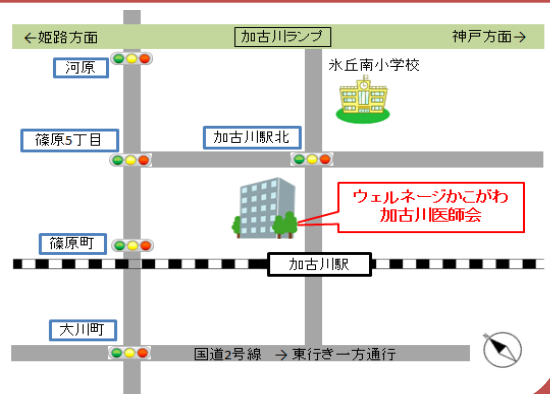 ←姫路方面
加古川ランプ
神戸方面→
河原
氷丘南小学校
篠原5丁目
加古川駅北
ウェルネージかこがわ
加古川医師会
篠原町
加古川駅
大川町
国道2号線 →東行き一方通行